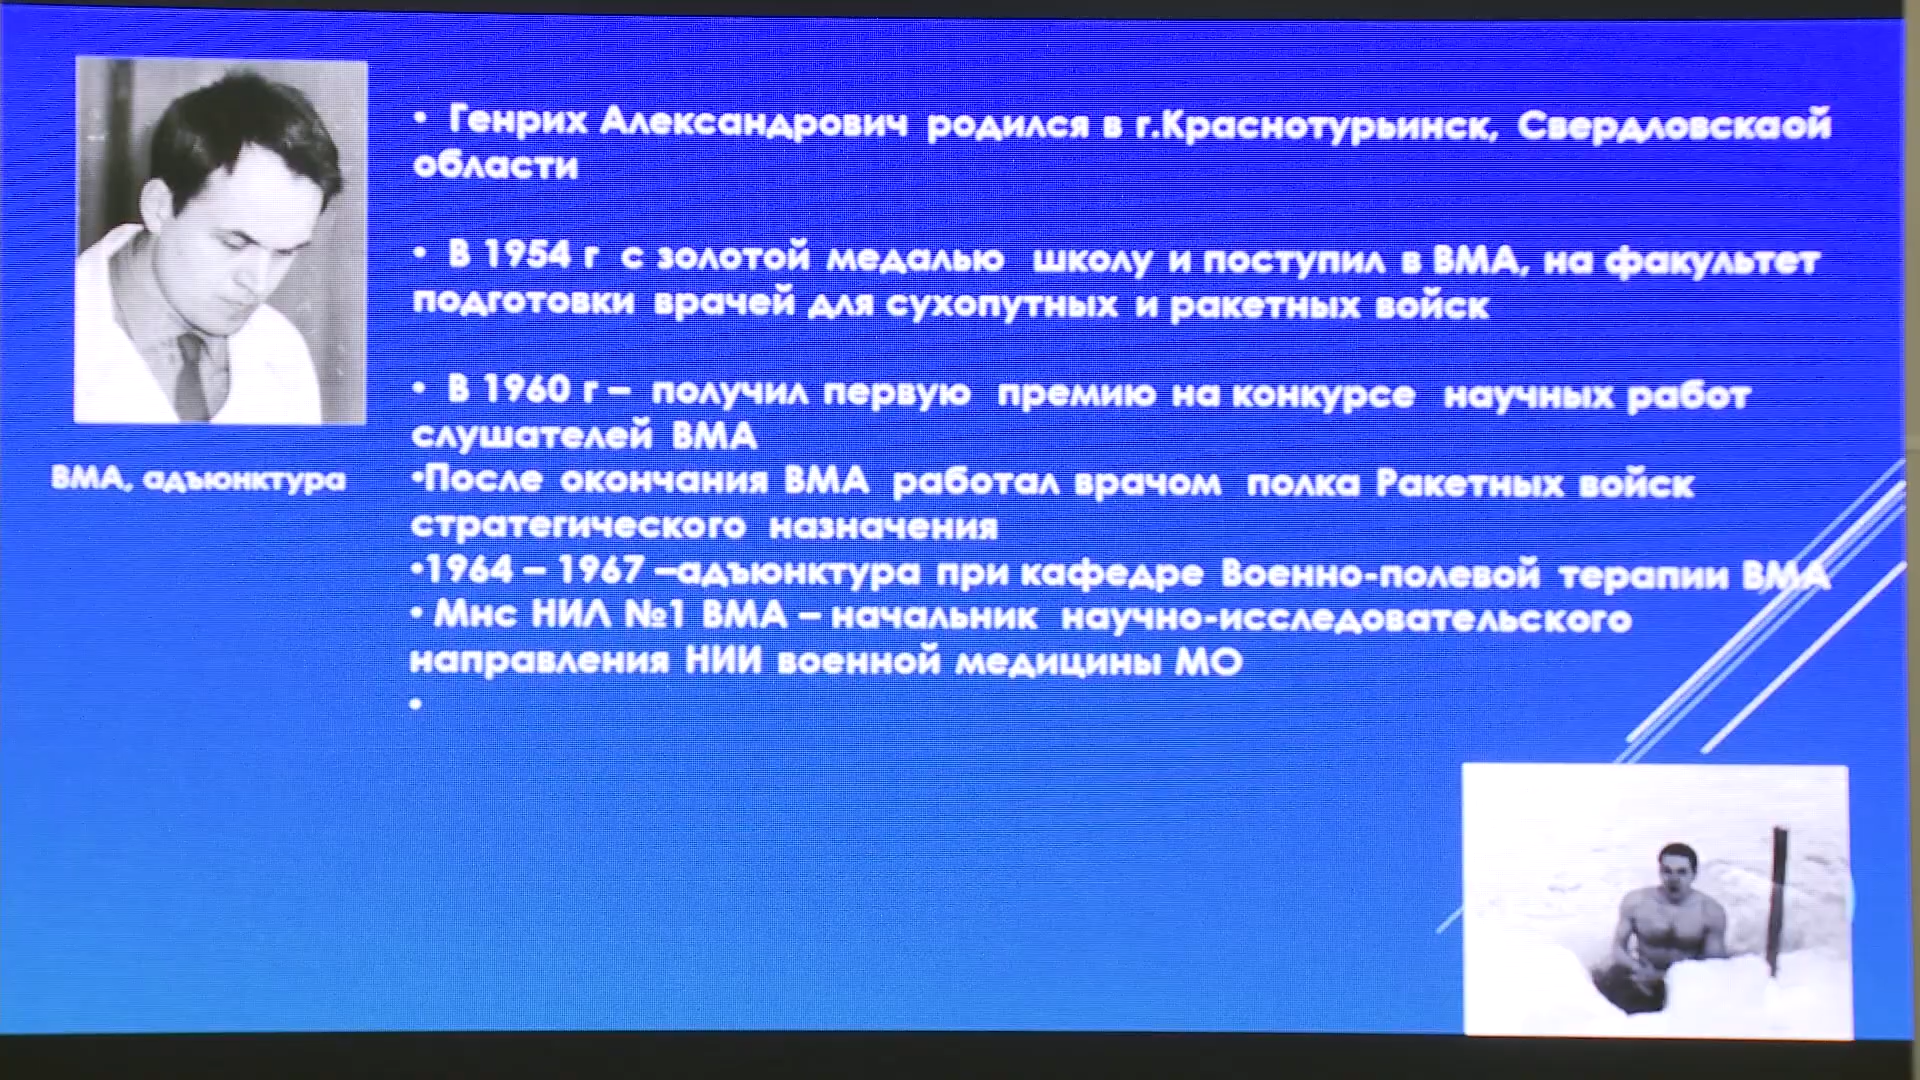 • Генрих Александрович родился в г.Краснотурьинск, Свердловскаой
области
• В 1954 г с золотой медалью школу и поступил в ВМА, на факультет
подготовки врачей для сухопутных и ракетных войск
• В 1960 г – получил первую премию на конкурсе научных работ
слушателей ВМА
•После окончания ВМА работал врачом полка Ракетных войск
стратегического назначения
•1964 – 1967 –адъюнктура при кафедре Военно-полевой терапии ВМА
• Мнс НИЛ №1 ВМА – начальник научно-исследовательского
направления НИИ военной медицины МО
•
ВМА, адъюнктура